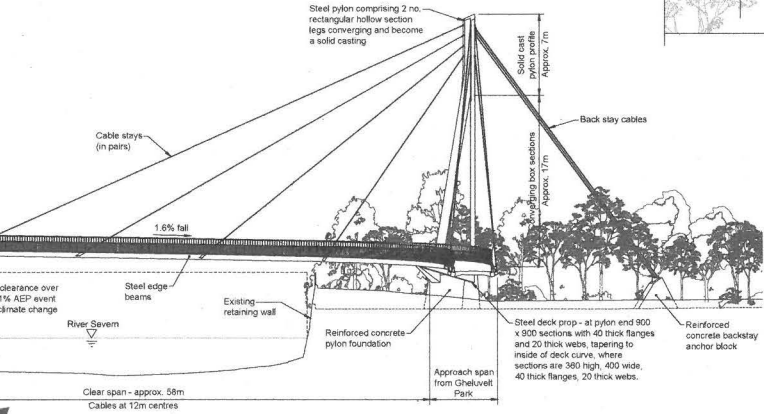 Steel pylon comprising 2 no.
rectangular hollow section
legs converging and become
a solid casting
Solid cast
pylon profile
Approx. 7m
Cable stays
(in pairs)
Back stay cables
Converging box sections
Approx. 17m
1.6% fall
Steel edge
beams
clearance over
1% AEP event
climate change
Existing
retaining wall
River Severn
Reinforced concrete
pylon foundation
Steel deck prop - at pylon end 900
x 900 sections with 40 thick flanges
and 20 thick webs, tapering to
inside of deck curve, where
sections are 360 high, 400 wide,
40 thick flanges, 20 thick webs.
Reinforced
concrete backstay
anchor block
Approach span
from Gheluvelt
Park
Clear span - approx. 58m
Cables at 12m centres